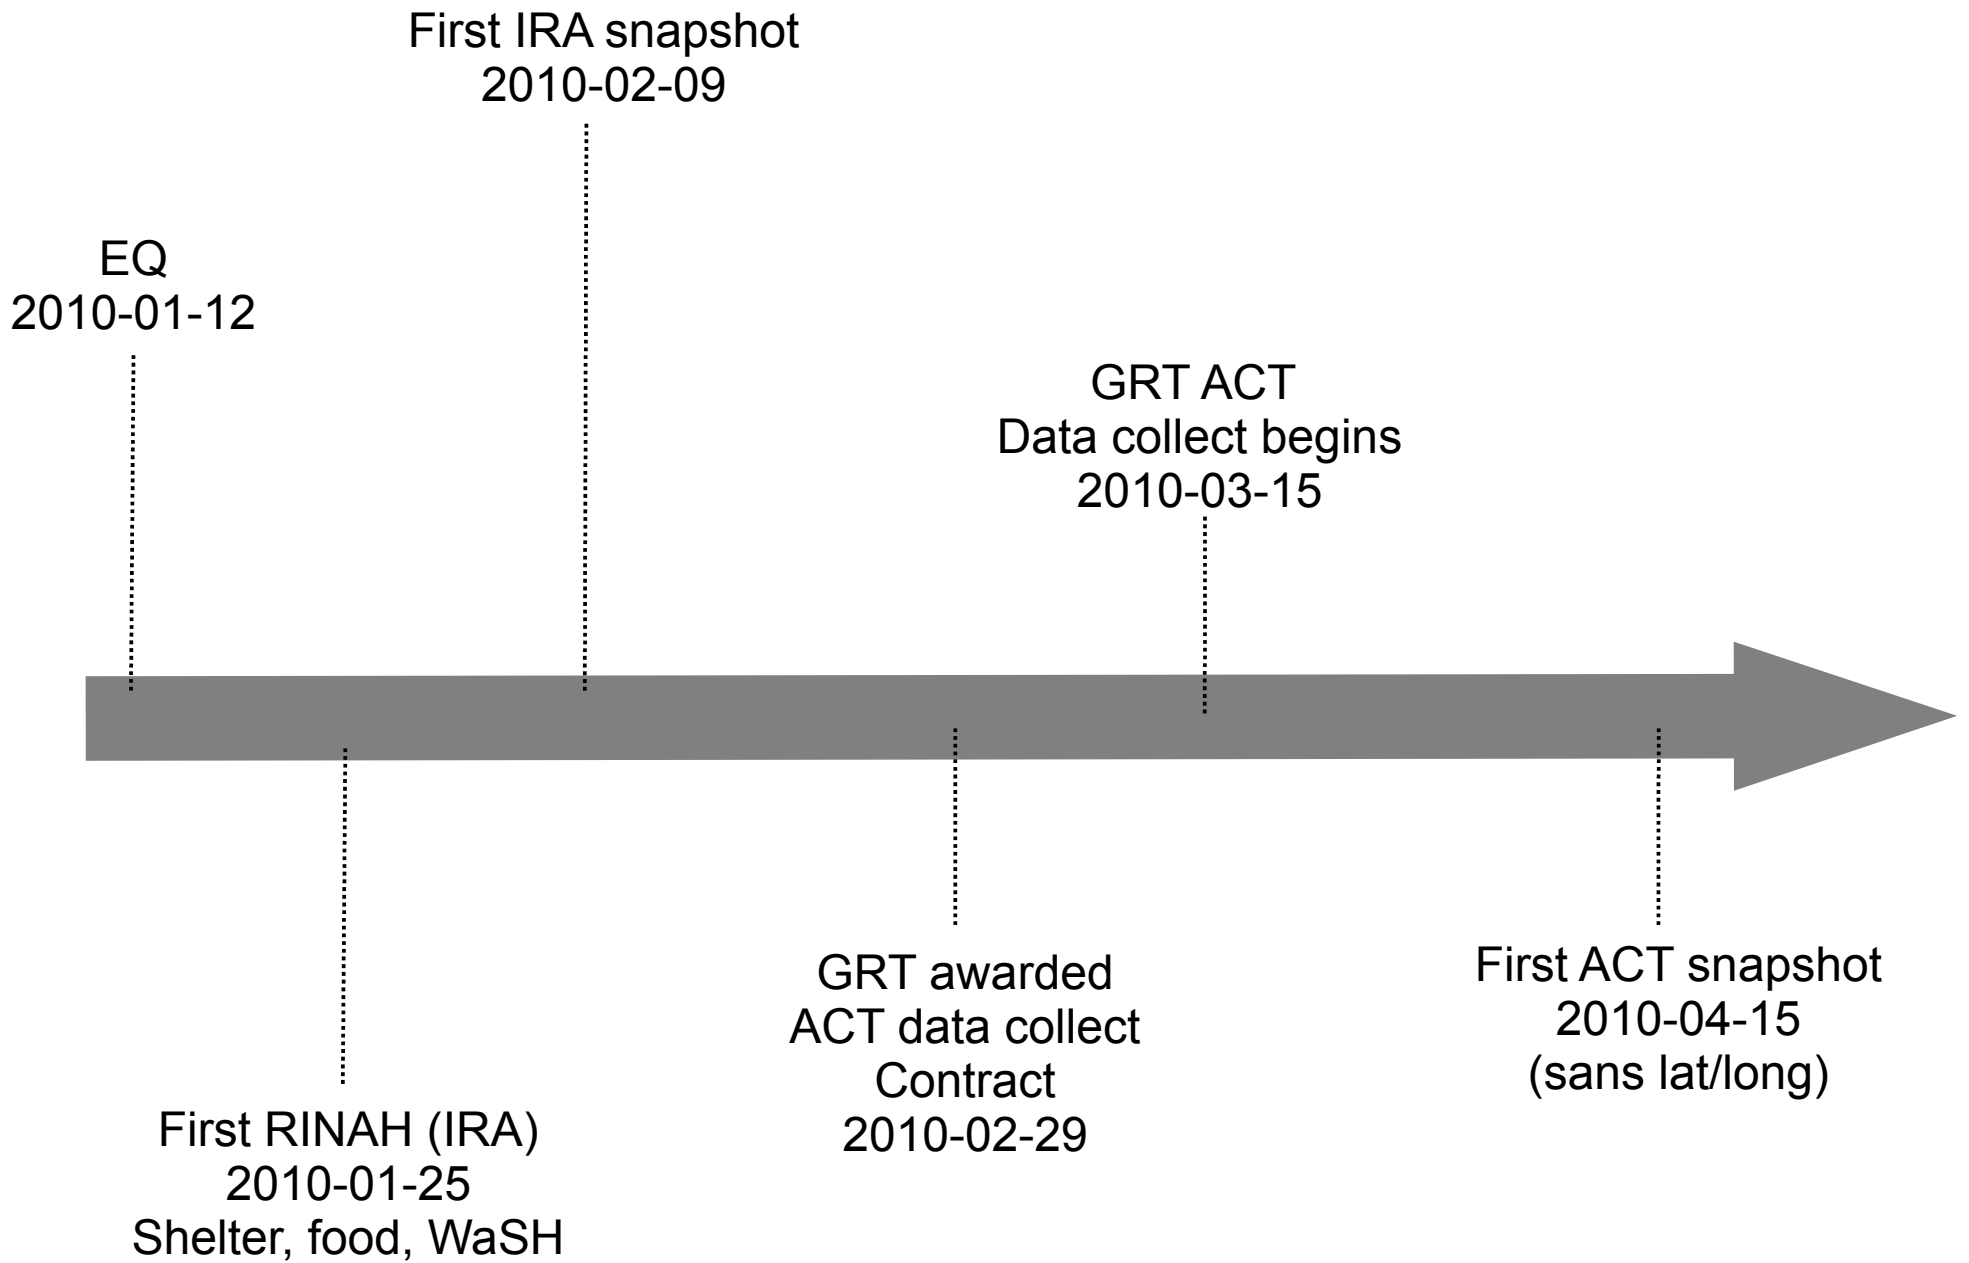 First IRA snapshot
2010-02-09
EQ
2010-01-12
GRT ACT
Data collect begins
2010-03-15
First RINAH (IRA)
2010-01-25
Shelter, food, WaSH
GRT awarded
ACT data collect
Contract
2010-02-29
First ACT snapshot
2010-04-15
(sans lat/long)